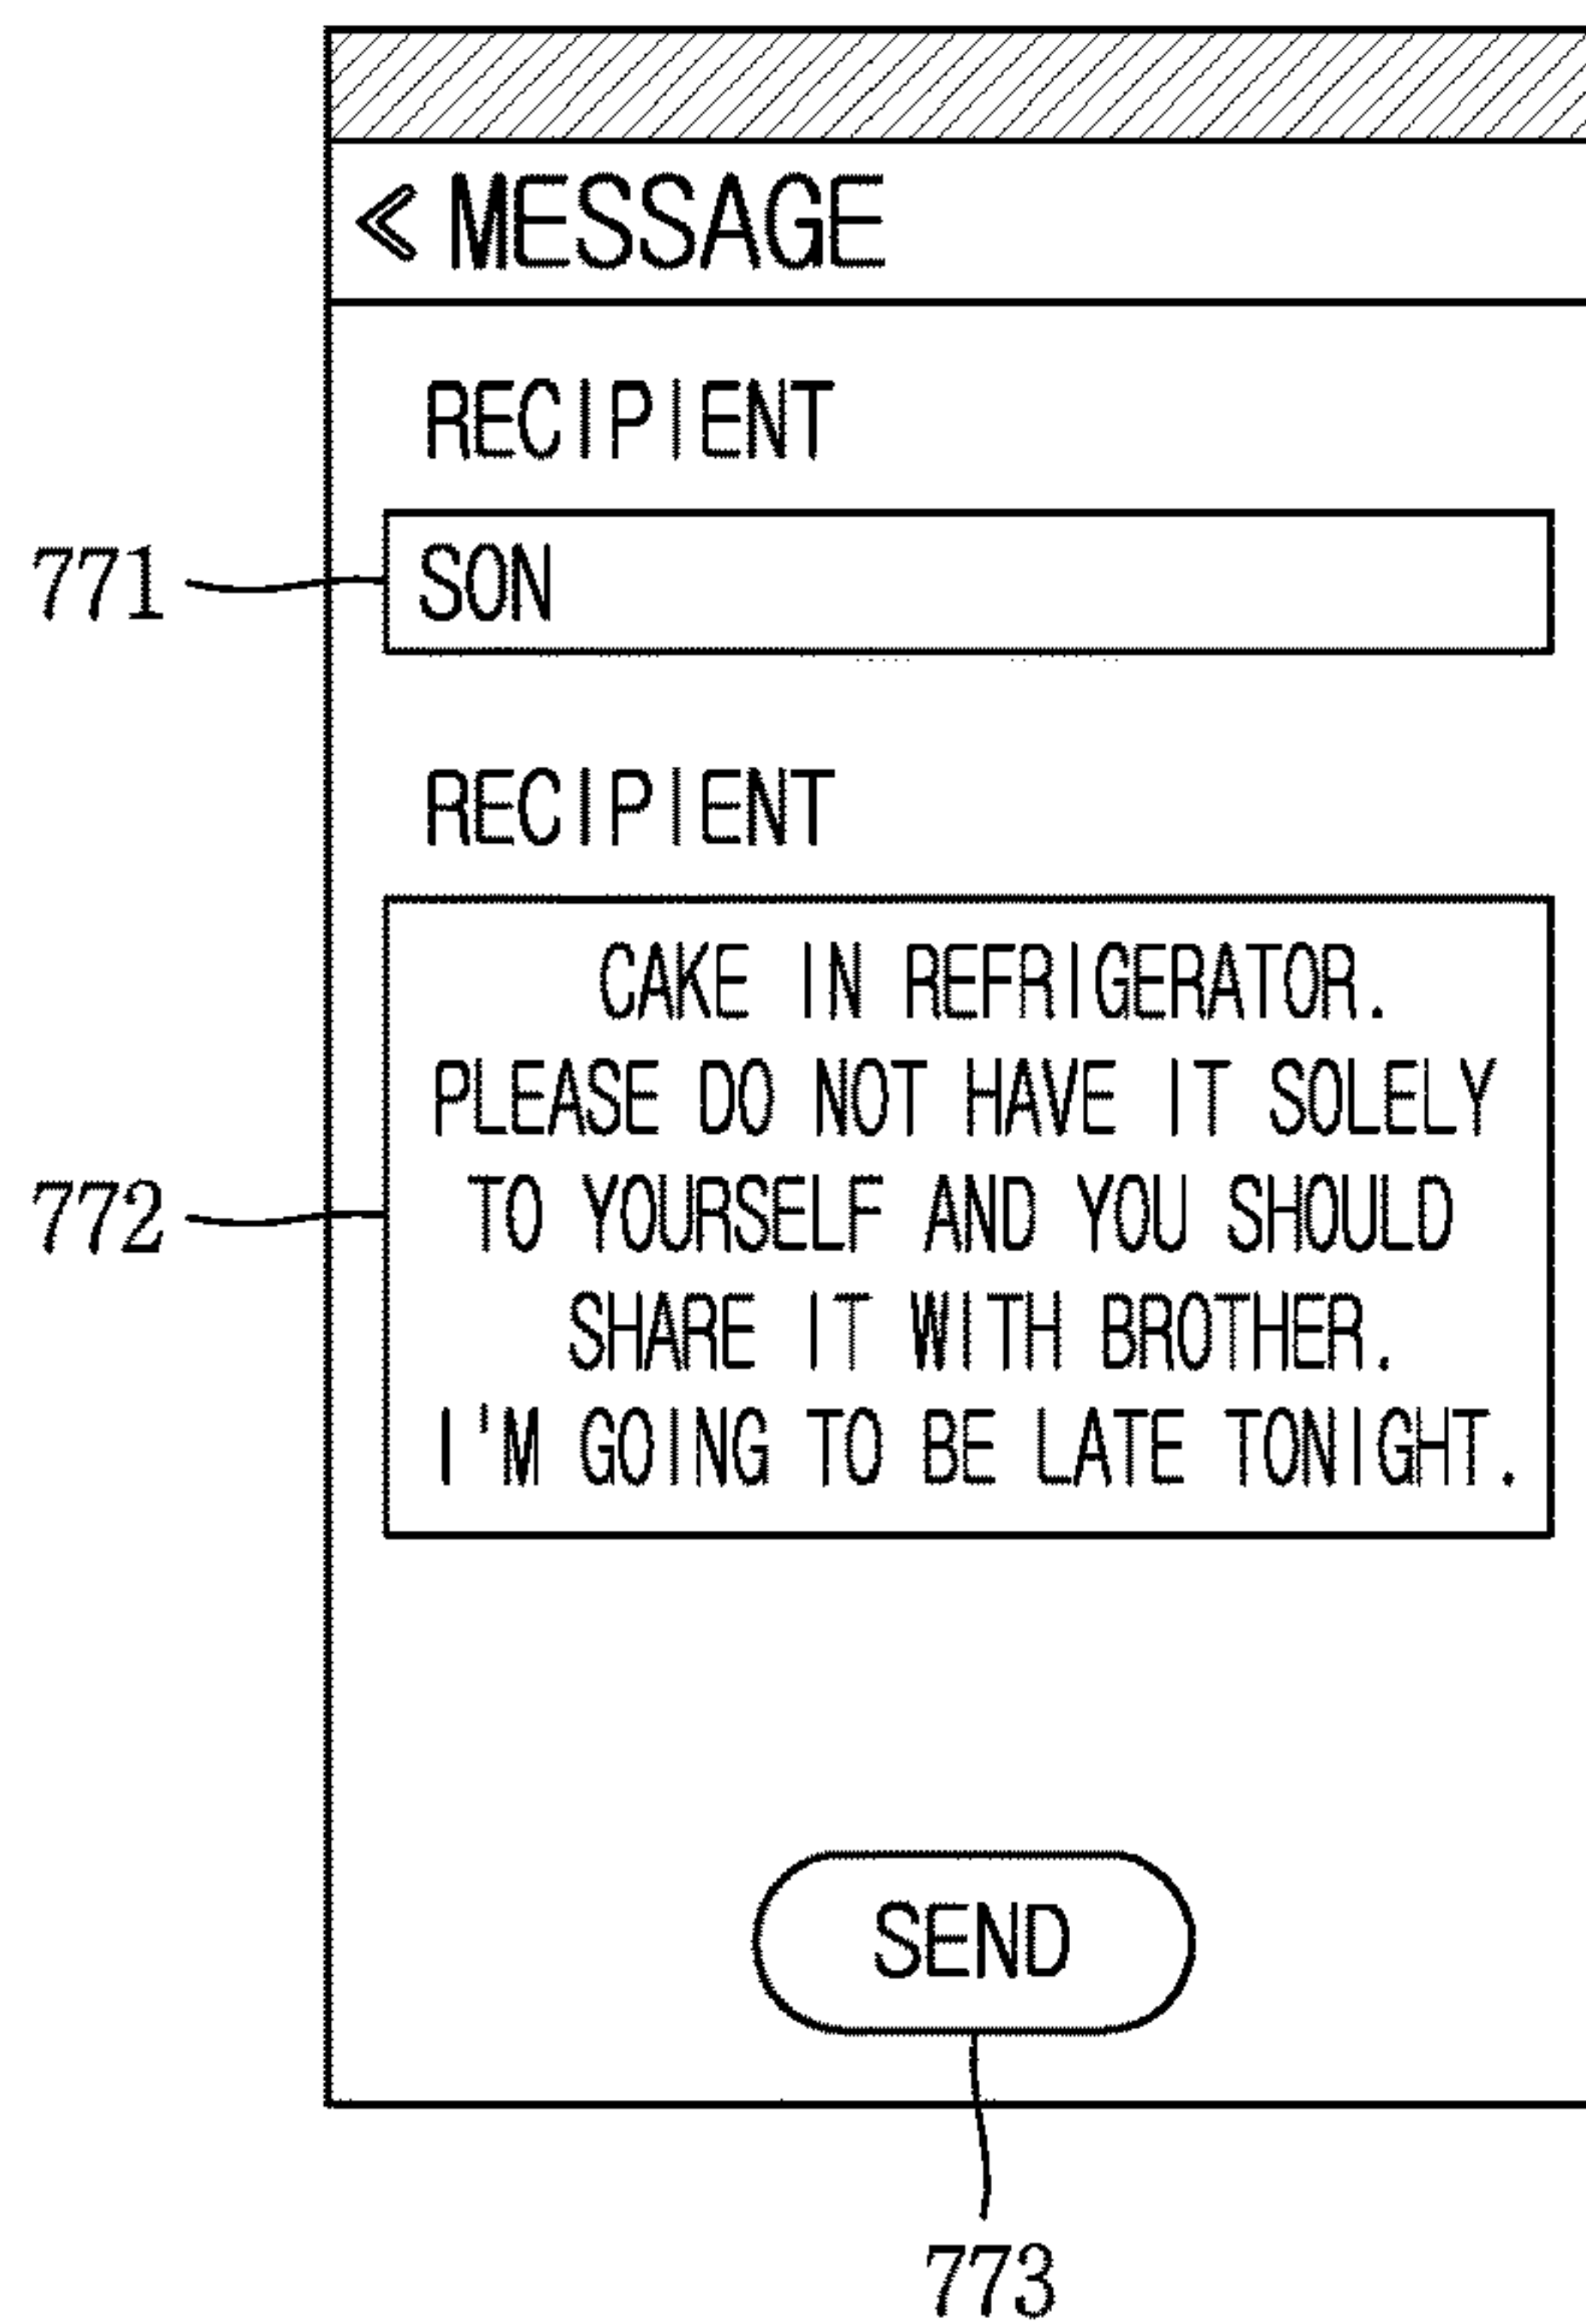 « MESSAGE
RECIPIENT
771
SON
RECIPIENT
CAKE IN REFRIGERATOR.
PLEASE DO NOT HAVE IT SOLELY
772
TO YOURSELF AND YOU SHOULD
SHARE IT WITH BROTHER.
I'M GOING TO BE LATE TONIGHT.
SEND
773